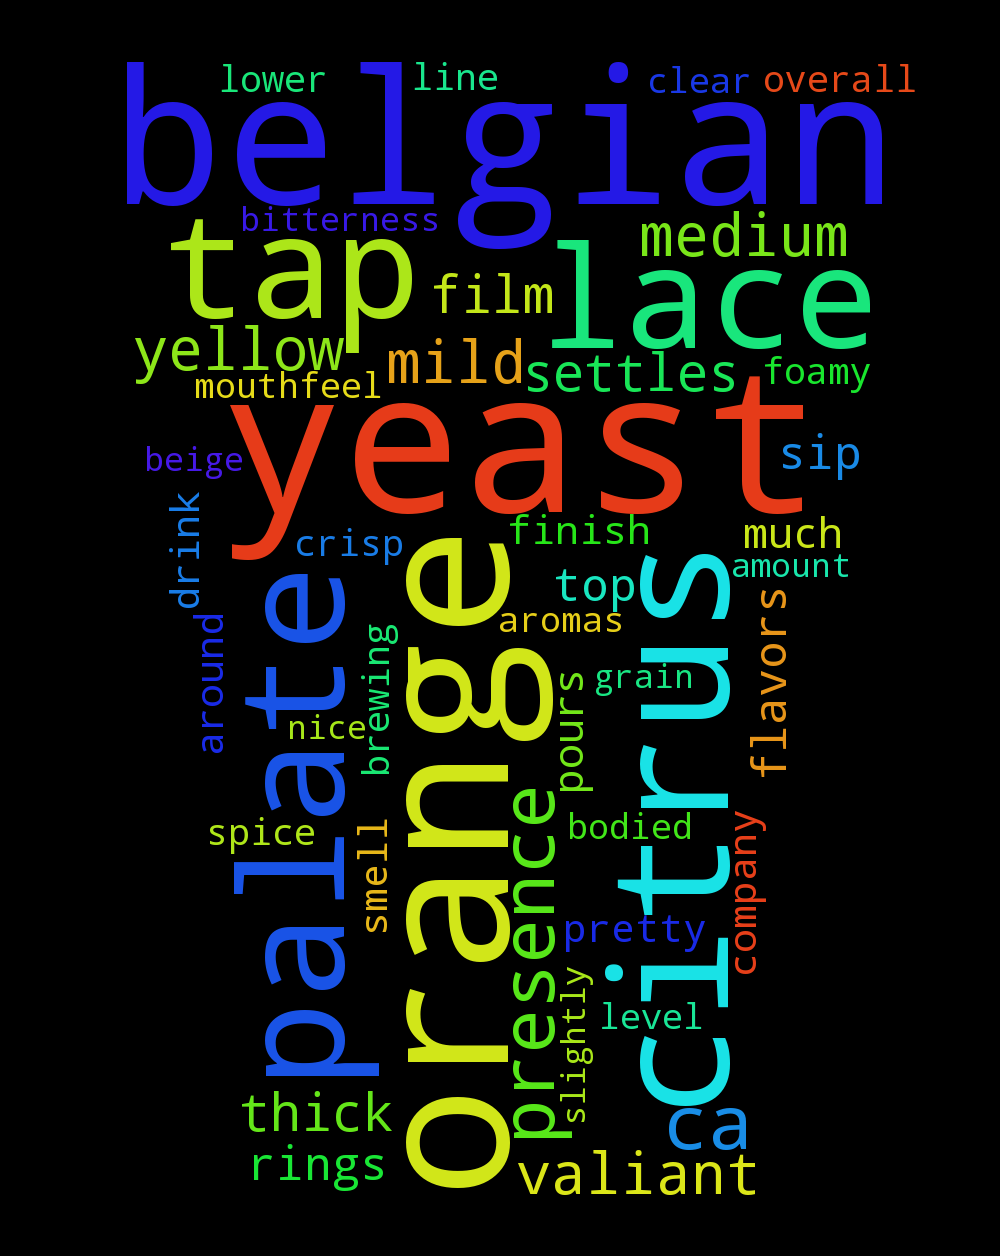 lower
line
clear
overall
belgian
bitterness
tap
medium
film
lace
yellow
mild
settles
foamy
mouthfeel
yeast
beige
sip
drink
crisp
finish
much
top
amount
aromas
around
palate
brewing
orange
pours
grain
citrus
flavors
nice
spice
smell
presence
bodied
company
pretty
slightly
level
thick
ca
rings
valiant